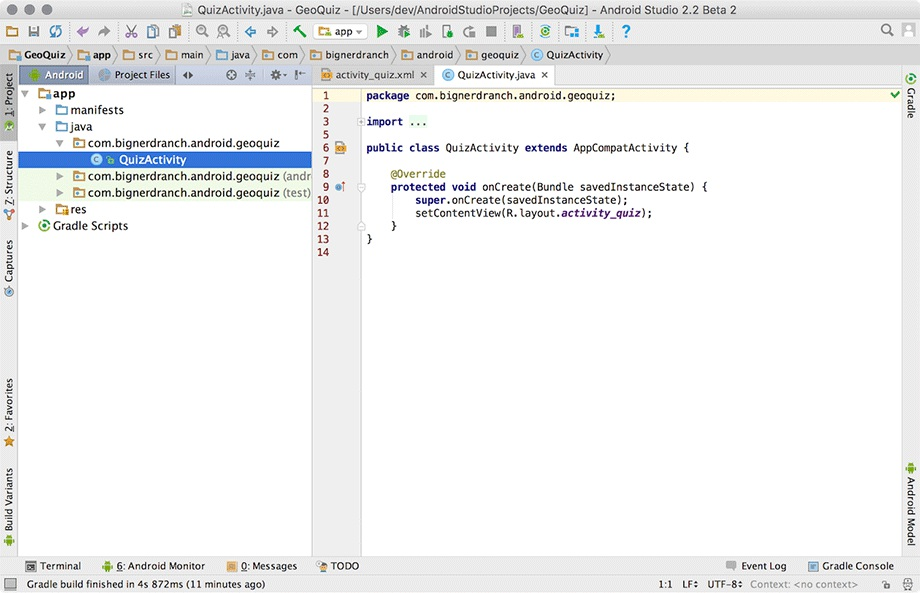 QuizActivity.java - GeoQuiz - [/Users/dev/AndroidStudioProjects/GeoQuiz] - Android Studio 2.2 Beta 2
app
GeoQuiz app src main java com bignerdranch android geoquiz QuizActivity
Android Project Files
activity_quiz.xml QuizActivity.java
1: Project
Z: Structure
Captures
2: Favorites
Build Variants
app
manifests
java
com.bignerdranch.android.geoquiz
QuizActivity
com.bignerdranch.android.geoquiz (andr
com.bignerdranch.android.geoquiz (test)
res
Gradle Scripts
1 package com.bignerdranch.android.geoquiz;
2
3 import ...
5
6 public class QuizActivity extends AppCompatActivity {
7
8 @Override
9 protected void onCreate(Bundle savedInstanceState) {
10 super.onCreate(savedInstanceState);
11 setContentView(R.layout.activity_quiz);
12 }
13 }
14
Gradle
Android Model
Terminal 6: Android Monitor 0: Messages TODO Event Log Gradle Console
Gradle build finished in 4s 872ms (11 minutes ago) 1:1 LF UTF-8 Context: <no context>